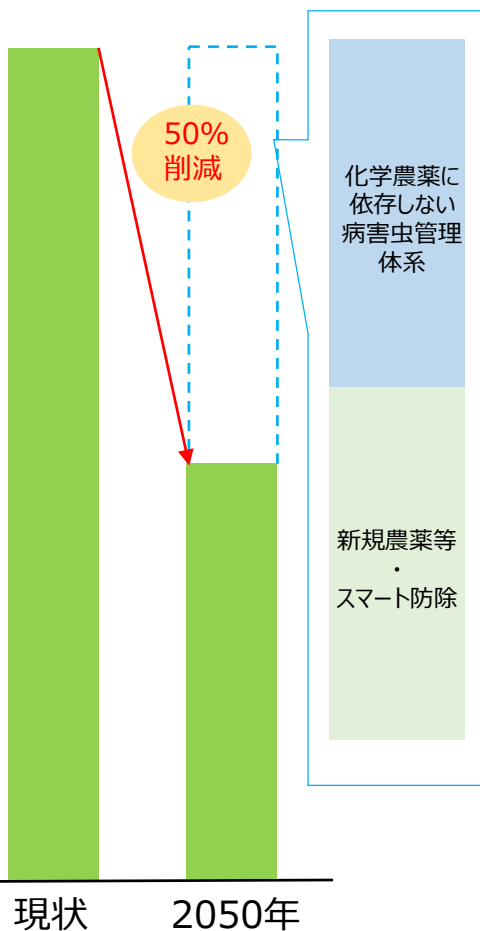 50%
削減
化学農薬に
依存しない
病害虫管理
体系
新規農薬等
・
スマート防除
現状
2050年